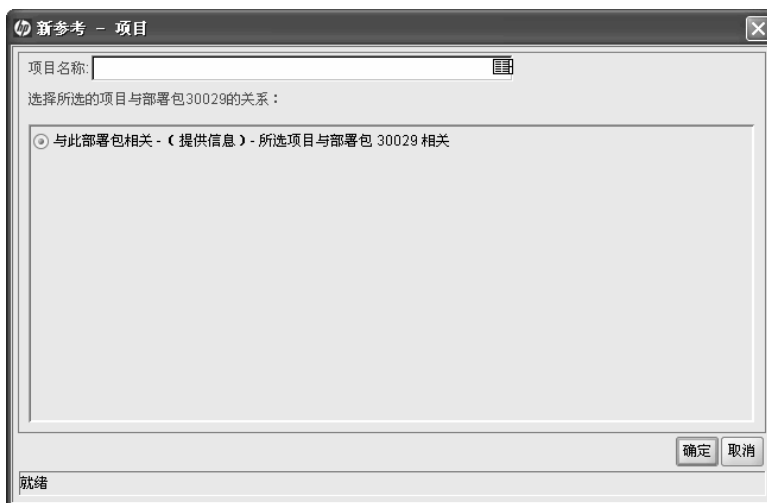 新参考 - 项目
项目名称:
选择所选的项目与部署包30029的关系：
与此部署包相关 - （提供信息）- 所选项目与部署包 30029 相关
确定 取消
就绪